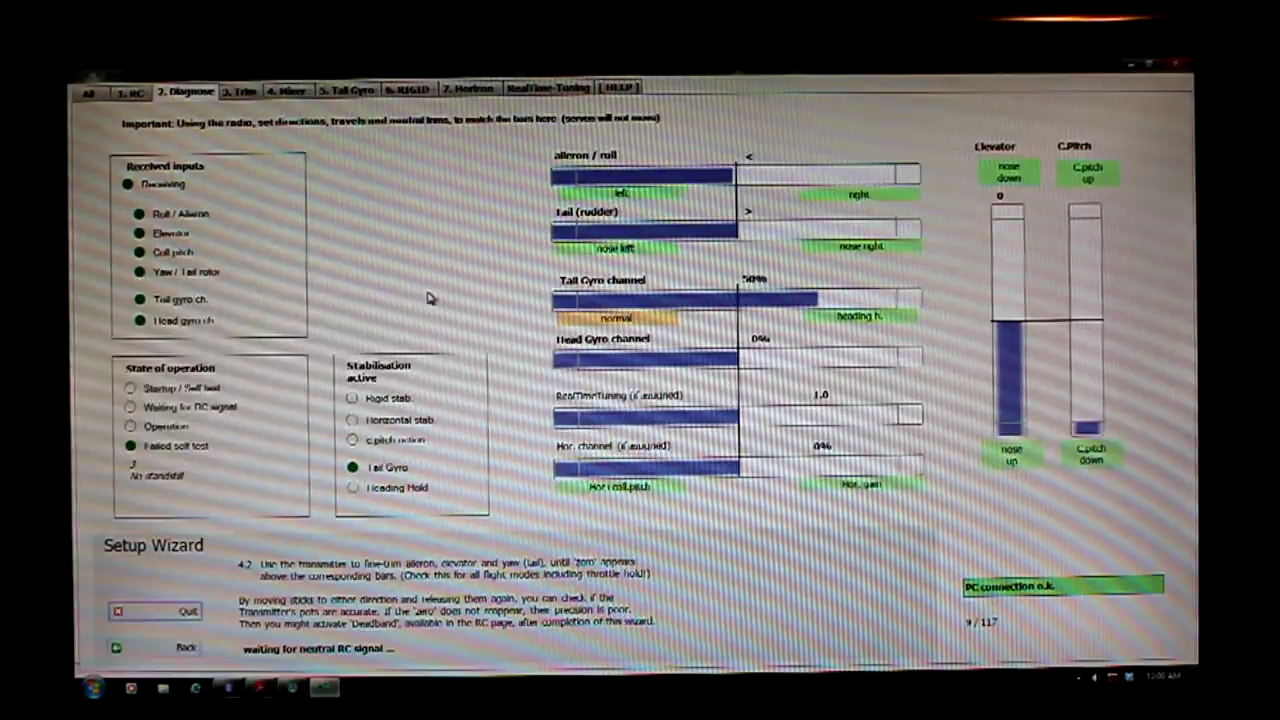 All 1. RC 2. Diagnose 3. Trim 4. Mixer 5. Tail Gyro 6. RIGID 7. Horizon RealTime-Tuning [ HELP ]
Important: Using the radio, set directions, travels and neutral trims, to match the bars here (servos will not move)
Received inputs
Receiving
Roll / Aileron
Elevator
Coll pitch
Yaw / Tail rotor
Tail gyro ch.
Head gyro ch
State of operation
Startup / Self test
Waiting for RC signal
Operation
Failed self test
3
No standstill
Stabilisation
active
Rigid stab.
Horizontal stab.
c.pitch action
Tail Gyro
Heading Hold
aileron / roll <
left right
Tail (rudder) >
nose left nose right
Tail Gyro channel 50%
normal heading h.
Head Gyro channel 0%
RealTimeTuning (if assigned) 1.0
Hor. channel (if assigned) 0%
Hor i coll.pitch Hor. gain
Elevator C.Pitch
nose
down
C.pitch
up
0
nose
up
C.pitch
down
Setup Wizard
4.2 Use the transmitter to fine-trim aileron, elevator and yaw (tail), until 'zero' appears
above the corresponding bars. (Check this for all flight modes including throttle hold!)
By moving sticks to either direction and releasing them again, you can check if the
Transmitter's pots are accurate. If the 'zero' does not reappear, their precision is poor.
Then you might activate 'Deadband', available in the RC page, after completion of this wizard.
waiting for neutral RC signal ...
Quit
Back
PC connection o.k.
9 / 117
12:00 AM